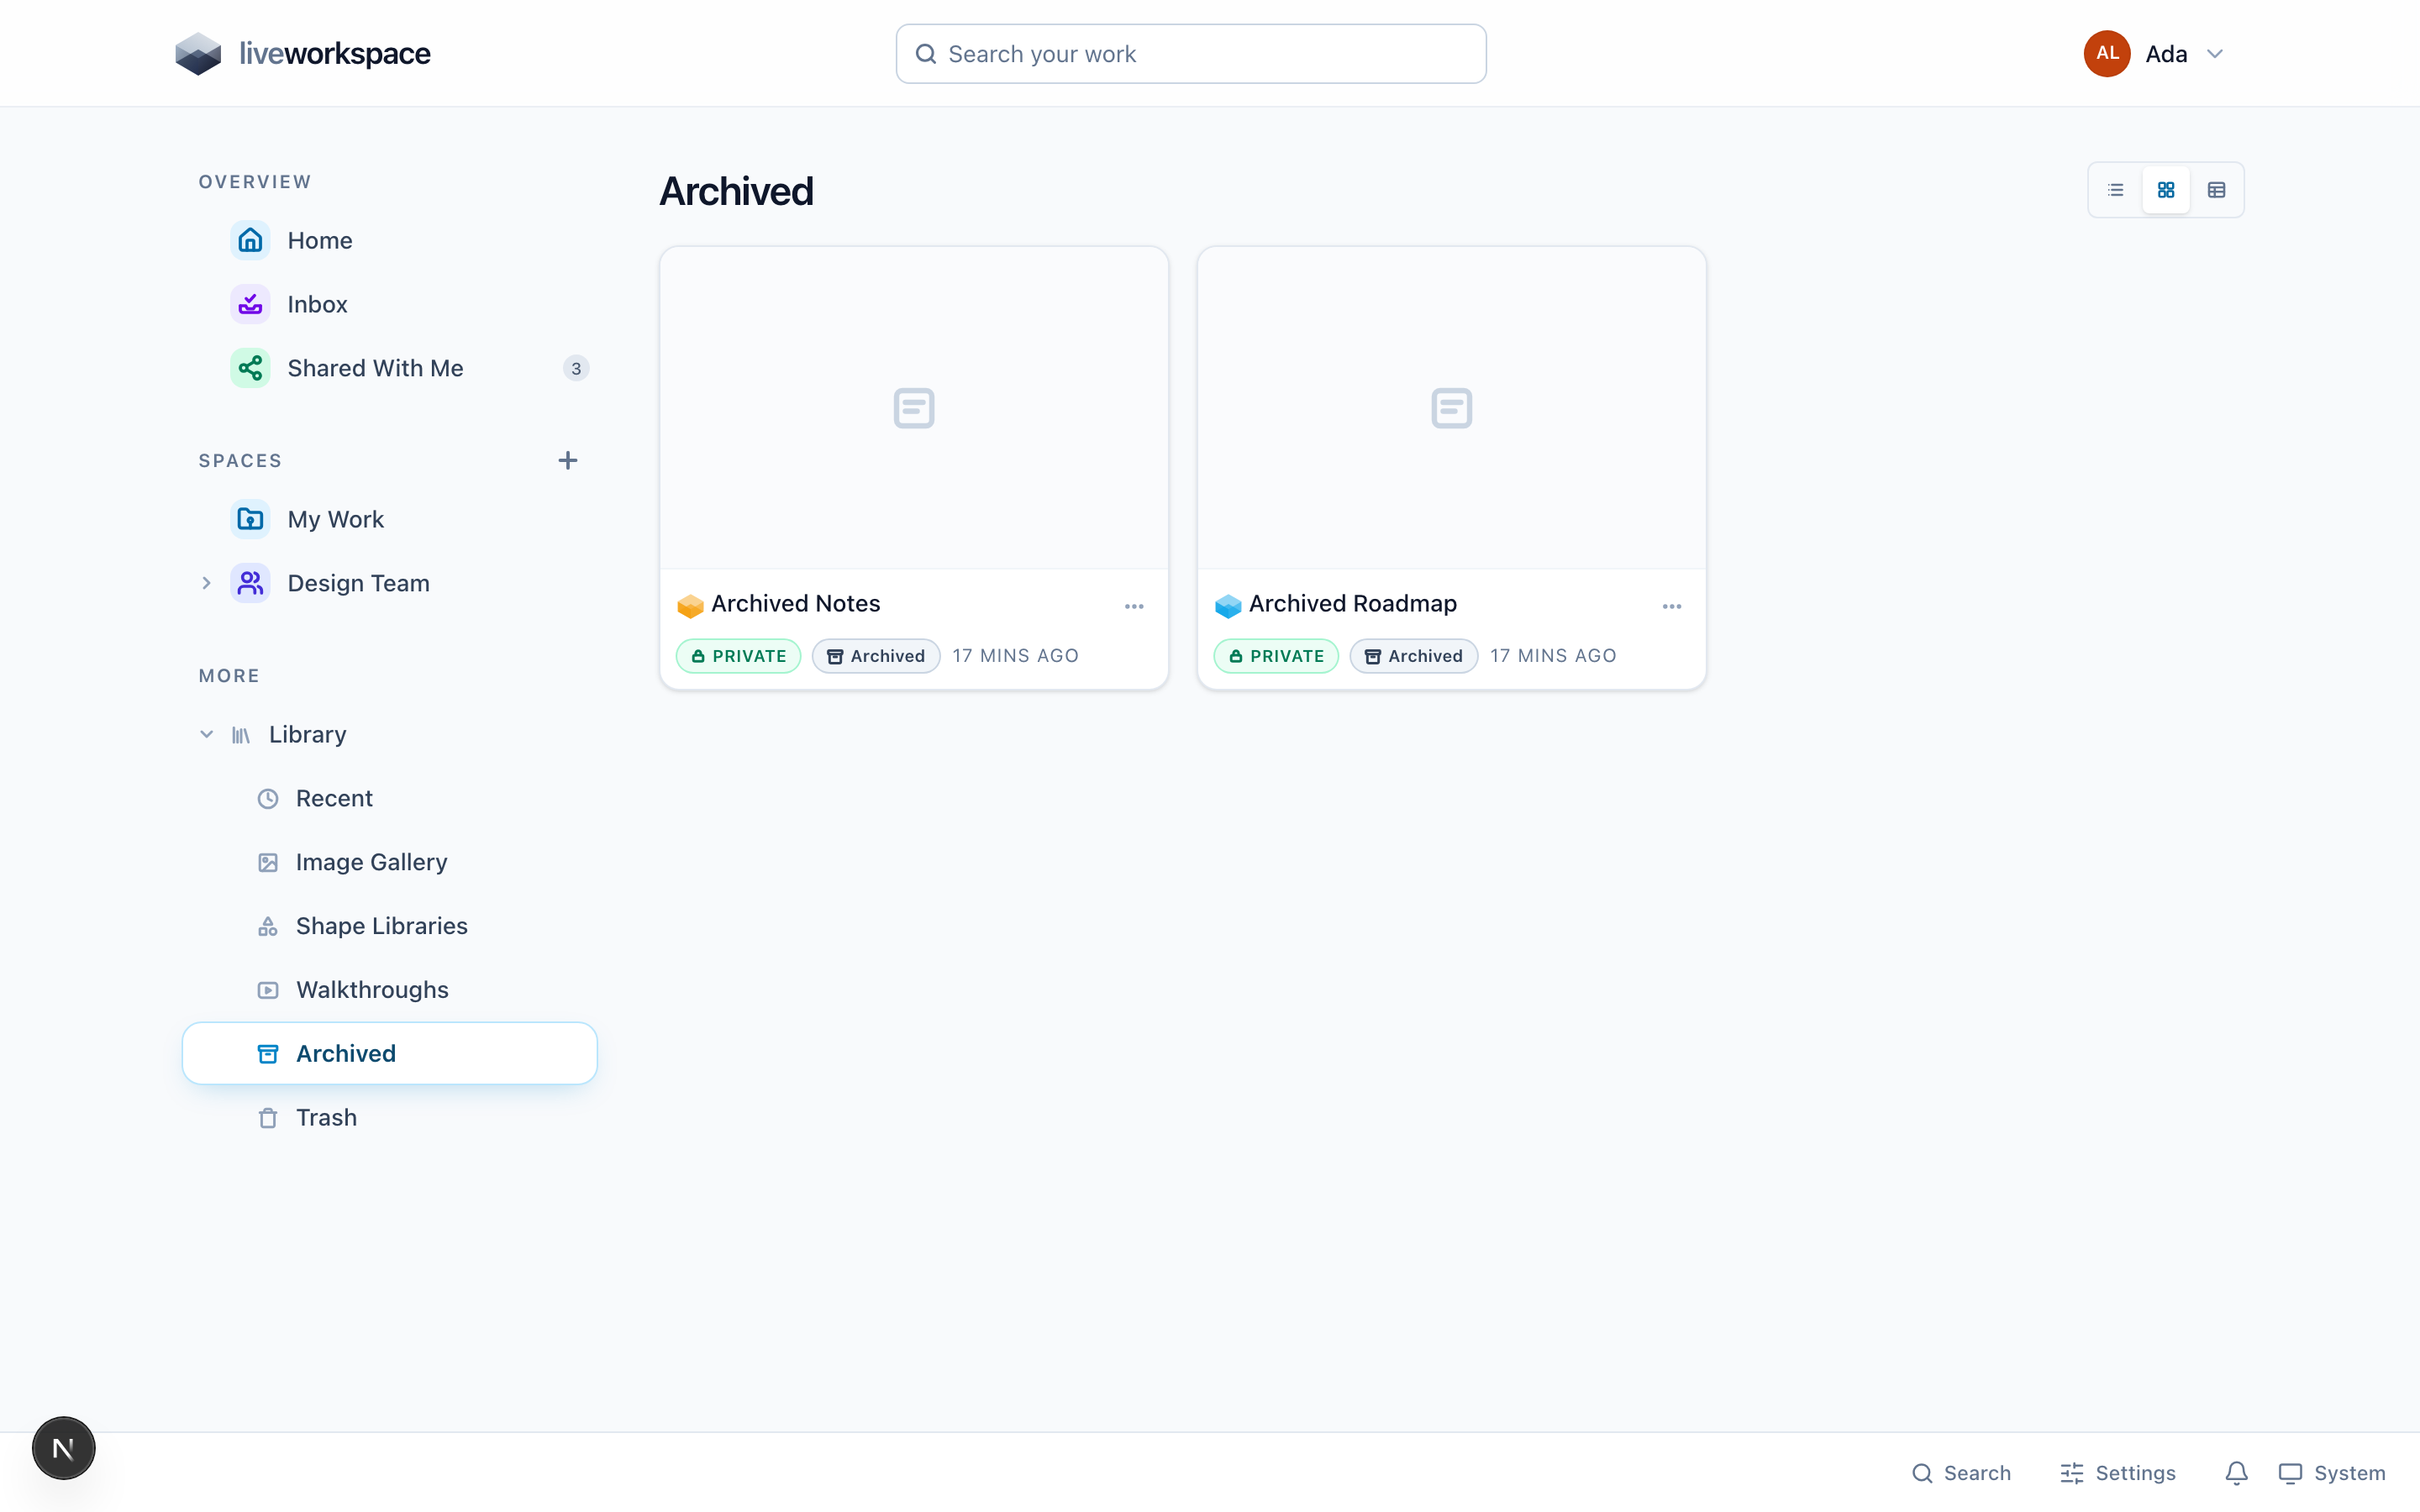 liveworkspace
Search your work
AL
Ada
OVERVIEW
Home
Inbox
Shared With Me
3
SPACES
My Work
Design Team
MORE
Library
Recent
Image Gallery
Shape Libraries
Walkthroughs
Archived
Trash
Archived
Archived Notes
PRIVATE Archived 17 MINS AGO
Archived Roadmap
PRIVATE Archived 17 MINS AGO
N
Search Settings System